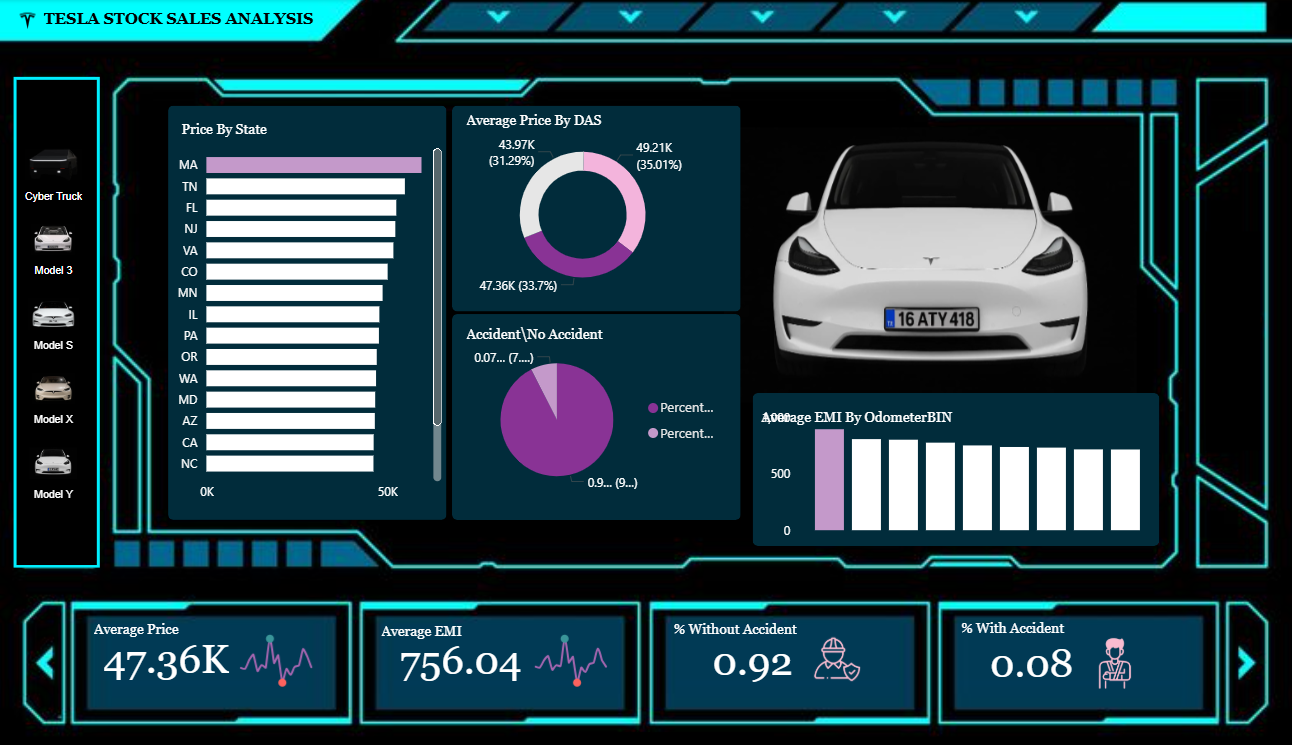 TESLA STOCK SALES ANALYSIS
Cyber Truck
Model 3
Model S
Model X
Model Y
Price By State
MA
TN
FL
NJ
VA
CO
MN
IL
PA
OR
WA
MD
AZ
CA
NC
0K 50K
Average Price By DAS
43.97K
(31.29%)
49.21K
(35.01%)
47.36K (33.7%)
Accident\No Accident
0.07... (7....)
Percent...
Percent...
0.9... (9...)
16 ATY 418
Average EMI By OdometerBIN
1,000
500
0
Average Price
47.36K
Average EMI
756.04
% Without Accident
0.92
% With Accident
0.08